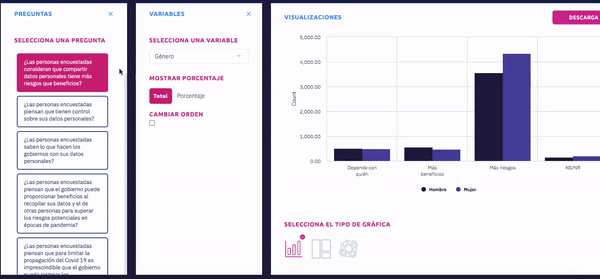 PREGUNTAS
SELECCIONA UNA PREGUNTA
¿Las personas encuestadas
consideran que compartir
datos personales tiene más
riesgos que beneficios?
¿Las personas encuestadas
piensan que tienen control
sobre sus datos personales?
¿Las personas encuestadas
saben lo que hacen los
gobiernos con sus datos
personales?
¿Las personas encuestadas
piensan que el gobierno puede
proporcionar beneficios al
recopilar sus datos y el de
otras personas para superar
los riesgos potenciales en
épocas de pandemia?
¿Las personas encuestadas
piensan que para limitar la
propagación del Covid 19 es
imprescindible que el gobierno
VARIABLES
SELECCIONA UNA VARIABLE
Género
MOSTRAR PORCENTAJE
Total Porcentaje
CAMBIAR ORDEN
VISUALIZACIONES
DESCARGA
5,000.00
4,000.00
3,000.00
2,000.00
1,000.00
0.00
Count
Depende con
quién
Más
beneficios
Más riesgos
NS/NR
Hombre Mujer
SELECCIONA EL TIPO DE GRÁFICA